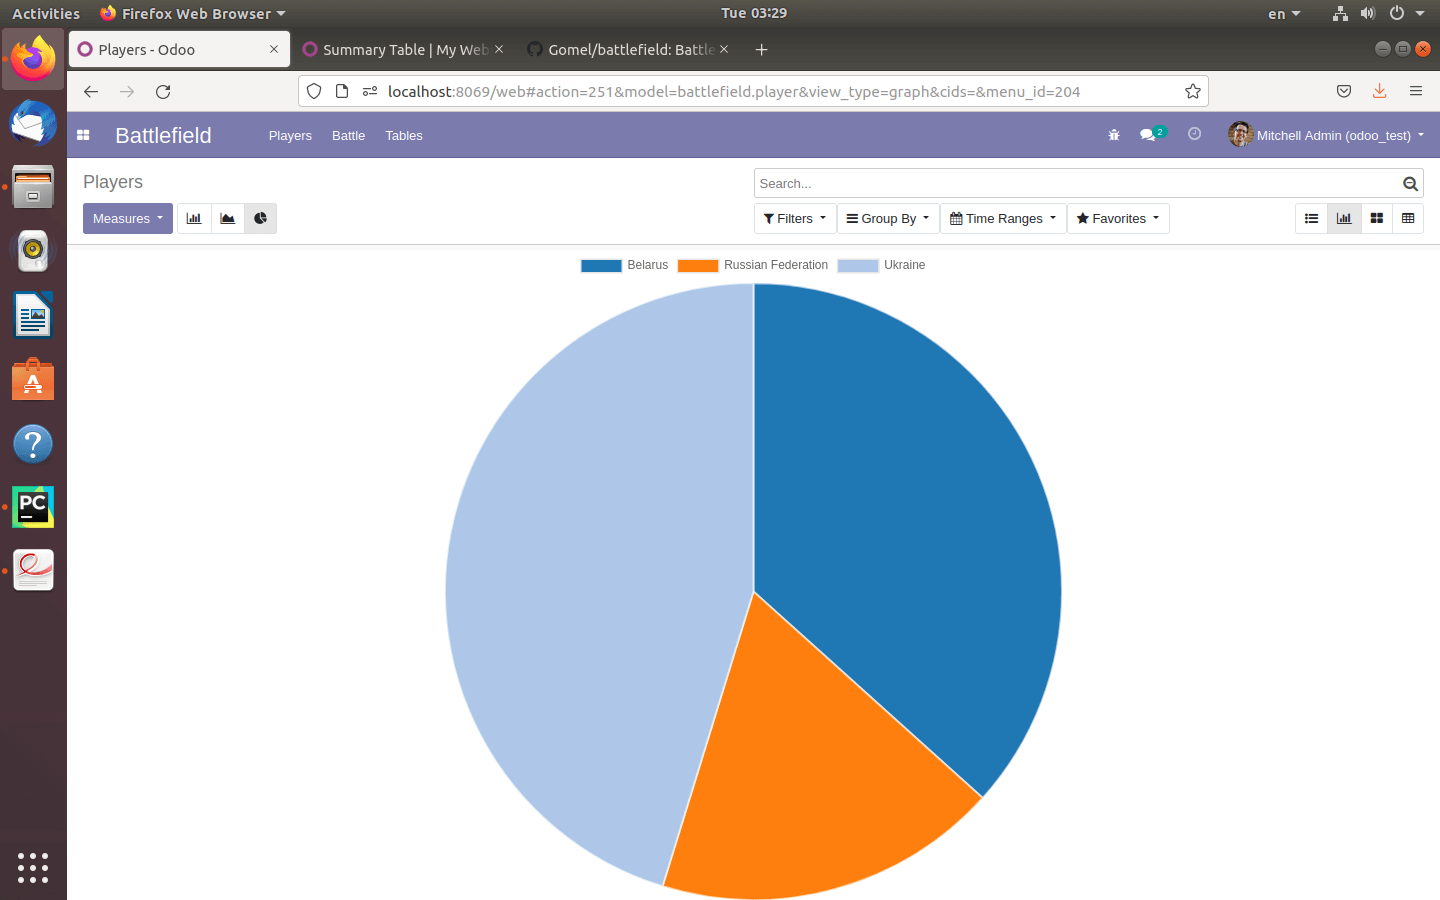 Activities Firefox Web Browser Tue 03:29 en
Players - Odoo Summary Table | My Web Gomel/battlefield: Battle
localhost:8069/web#action=251&model=battlefield.player&view_type=graph&cids=&menu_id=204
Battlefield Players Battle Tables 2 Mitchell Admin (odoo_test)
Players Search...
Measures Filters Group By Time Ranges Favorites
Belarus Russian Federation Ukraine
A
?
PC